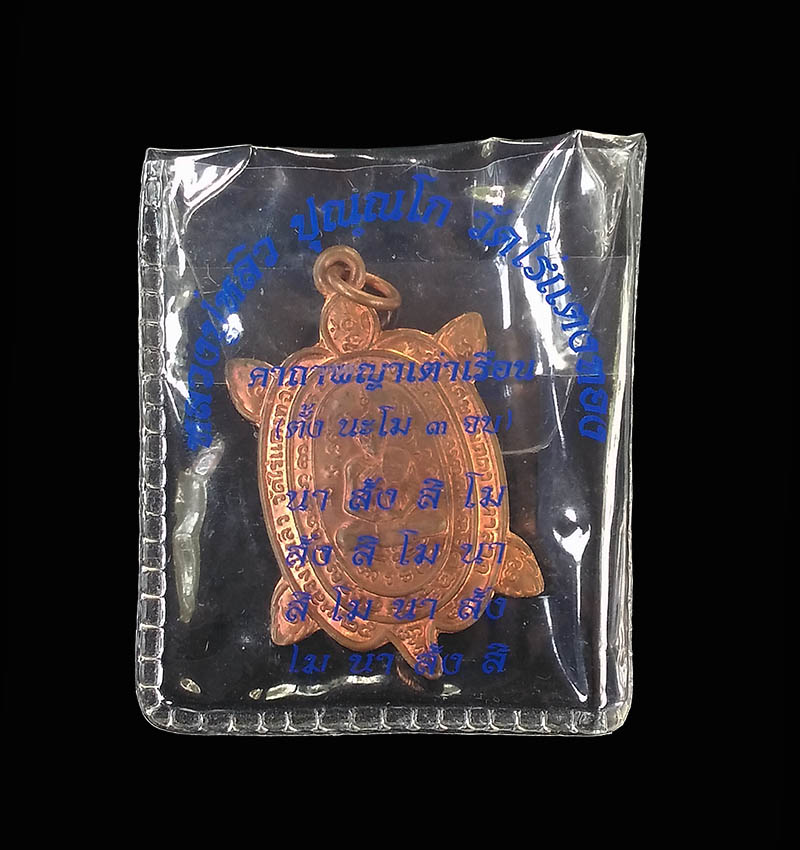 หลวงปู่หลิว ปุณฺณโก วัดไร่แตงทอง
คาถาพญาเต่าเรือน
(ตั้ง นะโม ๓ จบ)
นา สัง สิ โม
สัง สิ โม นา
สิ โม นา สัง
โม นา สัง สิ